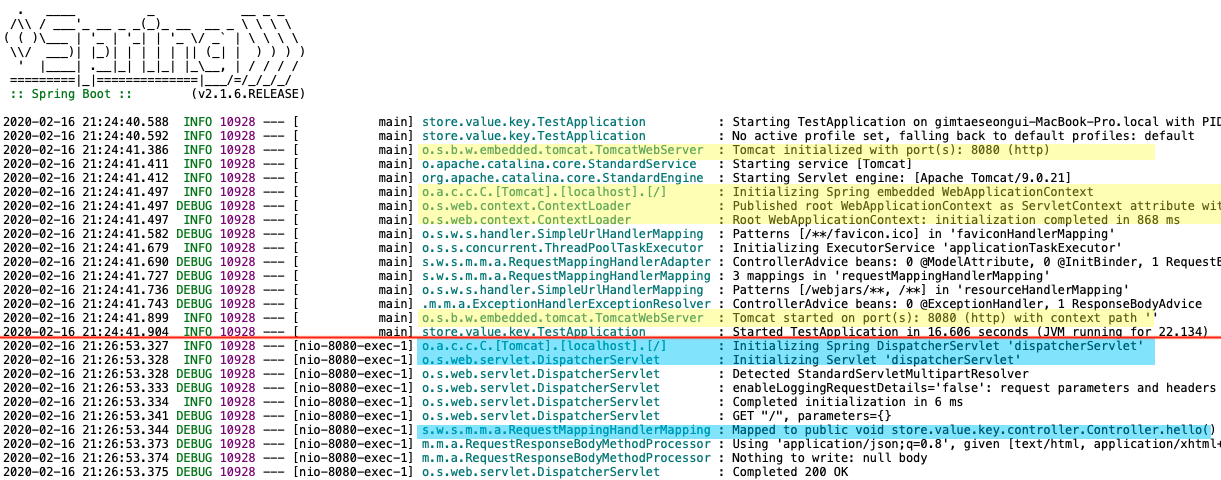 .   ____          _            __ _ _
 /\\ / ___'_ __ _ _(_)_ __  __ _ \ \ \ \
( ( )\___ | '_ | '_| | '_ \/ _` | \ \ \ \
 \\/  ___)| |_)| | | | | || (_| |  ) ) ) )
  '  |____| .__|_| |_|_| |_\__, | / / / /
 =========|_|==============|___/=/_/_/_/
 :: Spring Boot ::        (v2.1.6.RELEASE)
2020-02-16 21:24:40.588  INFO 10928 --- [           main] store.value.key.TestApplication          : Starting TestApplication on gimtaeseongui-MacBook-Pro.local with PID
2020-02-16 21:24:40.592  INFO 10928 --- [           main] store.value.key.TestApplication          : No active profile set, falling back to default profiles: default
2020-02-16 21:24:41.386  INFO 10928 --- [           main] o.s.b.w.embedded.tomcat.TomcatWebServer  : Tomcat initialized with port(s): 8080 (http)
2020-02-16 21:24:41.411  INFO 10928 --- [           main] o.apache.catalina.core.StandardService   : Starting service [Tomcat]
2020-02-16 21:24:41.412  INFO 10928 --- [           main] org.apache.catalina.core.StandardEngine  : Starting Servlet engine: [Apache Tomcat/9.0.21]
2020-02-16 21:24:41.497  INFO 10928 --- [           main] o.a.c.c.C.[Tomcat].[localhost].[/]       : Initializing Spring embedded WebApplicationContext
2020-02-16 21:24:41.497 DEBUG 10928 --- [           main] o.s.web.context.ContextLoader            : Published root WebApplicationContext as ServletContext attribute wit
2020-02-16 21:24:41.497  INFO 10928 --- [           main] o.s.web.context.ContextLoader            : Root WebApplicationContext: initialization completed in 868 ms
2020-02-16 21:24:41.582 DEBUG 10928 --- [           main] o.s.w.s.handler.SimpleUrlHandlerMapping  : Patterns [/**/favicon.ico] in 'faviconHandlerMapping'
2020-02-16 21:24:41.679  INFO 10928 --- [           main] o.s.s.concurrent.ThreadPoolTaskExecutor  : Initializing ExecutorService 'applicationTaskExecutor'
2020-02-16 21:24:41.690 DEBUG 10928 --- [           main] s.w.s.m.m.a.RequestMappingHandlerAdapter : ControllerAdvice beans: 0 @ModelAttribute, 0 @InitBinder, 1 RequestB
2020-02-16 21:24:41.727 DEBUG 10928 --- [           main] s.w.s.m.m.a.RequestMappingHandlerMapping : 3 mappings in 'requestMappingHandlerMapping'
2020-02-16 21:24:41.736 DEBUG 10928 --- [           main] o.s.w.s.handler.SimpleUrlHandlerMapping  : Patterns [/webjars/**, /**] in 'resourceHandlerMapping'
2020-02-16 21:24:41.743 DEBUG 10928 --- [           main] .m.m.a.ExceptionHandlerExceptionResolver : ControllerAdvice beans: 0 @ExceptionHandler, 1 ResponseBodyAdvice
2020-02-16 21:24:41.899  INFO 10928 --- [           main] o.s.b.w.embedded.tomcat.TomcatWebServer  : Tomcat started on port(s): 8080 (http) with context path ''
2020-02-16 21:24:41.904  INFO 10928 --- [           main] store.value.key.TestApplication          : Started TestApplication in 16.606 seconds (JVM running for 22.134)
2020-02-16 21:26:53.327  INFO 10928 --- [nio-8080-exec-1] o.a.c.c.C.[Tomcat].[localhost].[/]       : Initializing Spring DispatcherServlet 'dispatcherServlet'
2020-02-16 21:26:53.328  INFO 10928 --- [nio-8080-exec-1] o.s.web.servlet.DispatcherServlet        : Initializing Servlet 'dispatcherServlet'
2020-02-16 21:26:53.328 DEBUG 10928 --- [nio-8080-exec-1] o.s.web.servlet.DispatcherServlet        : Detected StandardServletMultipartResolver
2020-02-16 21:26:53.333 DEBUG 10928 --- [nio-8080-exec-1] o.s.web.servlet.DispatcherServlet        : enableLoggingRequestDetails='false': request parameters and headers
2020-02-16 21:26:53.334  INFO 10928 --- [nio-8080-exec-1] o.s.web.servlet.DispatcherServlet        : Completed initialization in 6 ms
2020-02-16 21:26:53.341 DEBUG 10928 --- [nio-8080-exec-1] o.s.web.servlet.DispatcherServlet        : GET "/", parameters={}
2020-02-16 21:26:53.344 DEBUG 10928 --- [nio-8080-exec-1] s.w.s.m.m.a.RequestMappingHandlerMapping : Mapped to public void store.value.key.controller.Controller.hello()
2020-02-16 21:26:53.373 DEBUG 10928 --- [nio-8080-exec-1] m.m.a.RequestResponseBodyMethodProcessor : Using 'application/json;q=0.8', given [text/html, application/xhtml+
2020-02-16 21:26:53.374 DEBUG 10928 --- [nio-8080-exec-1] m.m.a.RequestResponseBodyMethodProcessor : Nothing to write: null body
2020-02-16 21:26:53.375 DEBUG 10928 --- [nio-8080-exec-1] o.s.web.servlet.DispatcherServlet        : Completed 200 OK